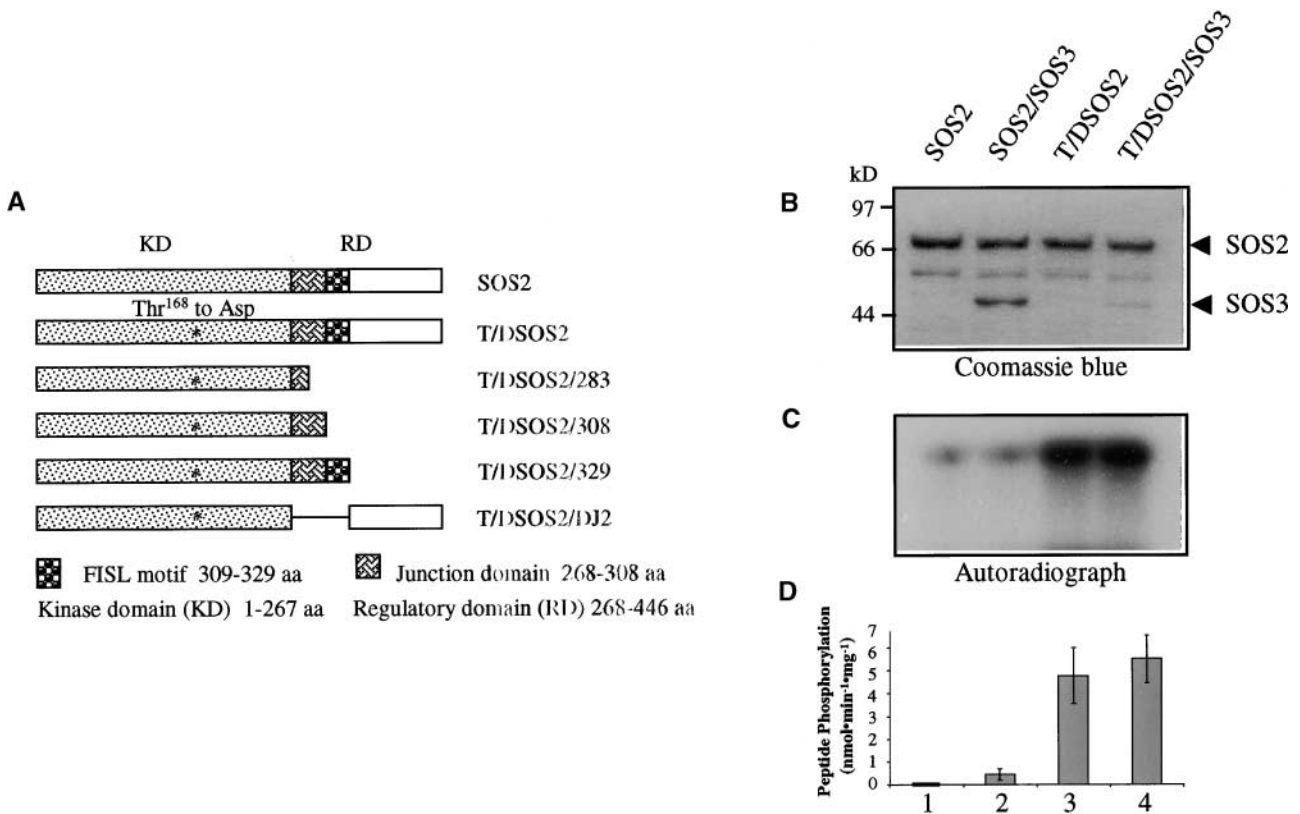 A
KD RD
SOS2
Thr168 to Asp
*
T/DSOS2
*
T/DSOS2/283
*
T/DSOS2/308
*
T/DSOS2/329
*
T/DSOS2/DJ2
FISL motif 309-329 aa
Junction domain 268-308 aa
Kinase domain (KD) 1-267 aa
Regulatory domain (RD) 268-446 aa
SOS2
SOS2/SOS3
T/DSOS2
T/DSOS2/SOS3
B
kD
97
66
44
SOS2
SOS3
Coomassie blue
C
Autoradiograph
D
Peptide Phosphorylation
(nmol•min-1•mg-1)
7
6
5
4
3
2
1
0
1 2 3 4